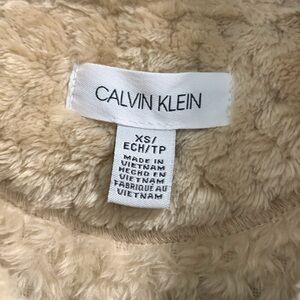 CALVIN KLEIN
XS/
ECH/TP
MADE IN
VIETNAM
HECHO EN
VIETNAM
FABRIQUÉ AU
VIETNAM